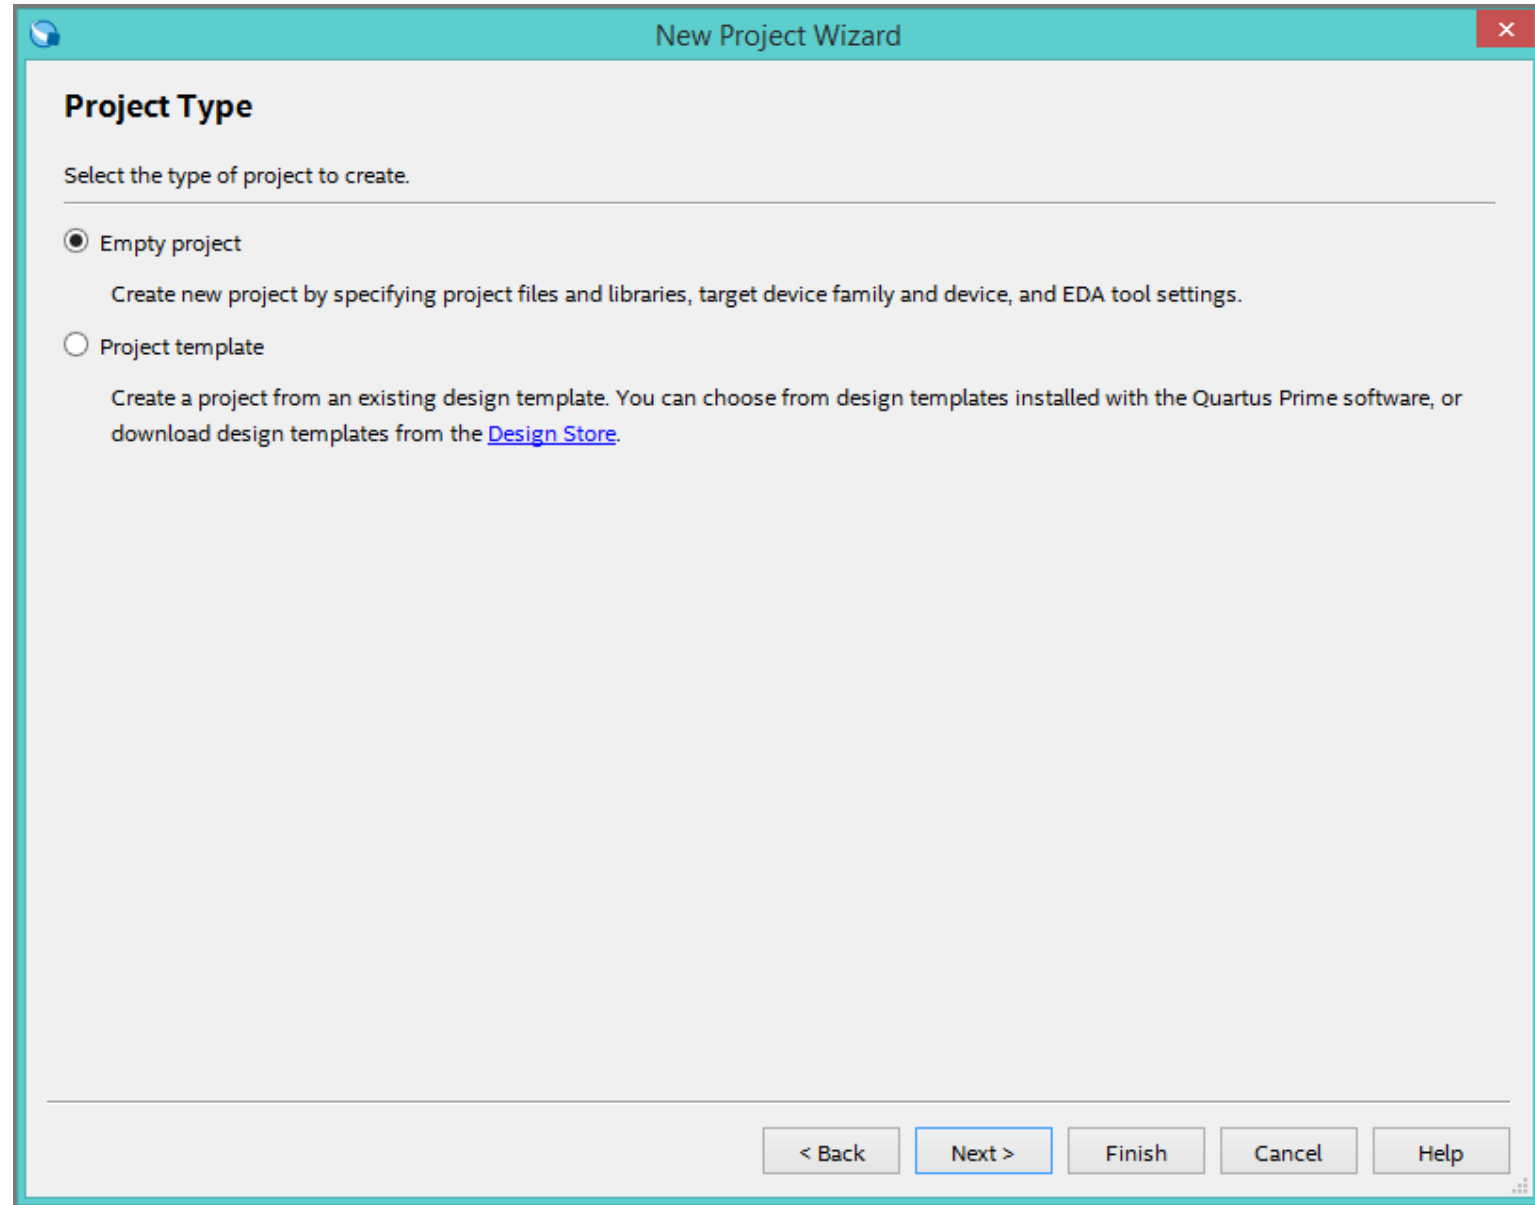 New Project Wizard
Project Type
Select the type of project to create.
Empty project
Create new project by specifying project files and libraries, target device family and device, and EDA tool settings.
Project template
Create a project from an existing design template. You can choose from design templates installed with the Quartus Prime software, or
download design templates from the Design Store.
< Back Next > Finish Cancel Help